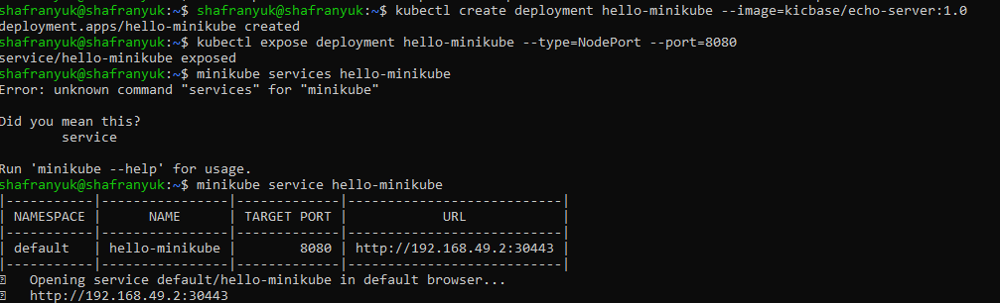 shafranyuk@shafranyuk:~$ shafranyuk@shafranyuk:~$ kubectl create deployment hello-minikube --image=kicbase/echo-server:1.0
deployment.apps/hello-minikube created
shafranyuk@shafranyuk:~$ kubectl expose deployment hello-minikube --type=NodePort --port=8080
service/hello-minikube exposed
shafranyuk@shafranyuk:~$ minikube services hello-minikube
Error: unknown command "services" for "minikube"
Did you mean this?
        service
Run 'minikube --help' for usage.
shafranyuk@shafranyuk:~$ minikube service hello-minikube
|-----------|----------------|-------------|---------------------------|
| NAMESPACE |      NAME      | TARGET PORT |            URL            |
|-----------|----------------|-------------|---------------------------|
| default   | hello-minikube |        8080 | http://192.168.49.2:30443 |
|-----------|----------------|-------------|---------------------------|
Opening service default/hello-minikube in default browser...
http://192.168.49.2:30443